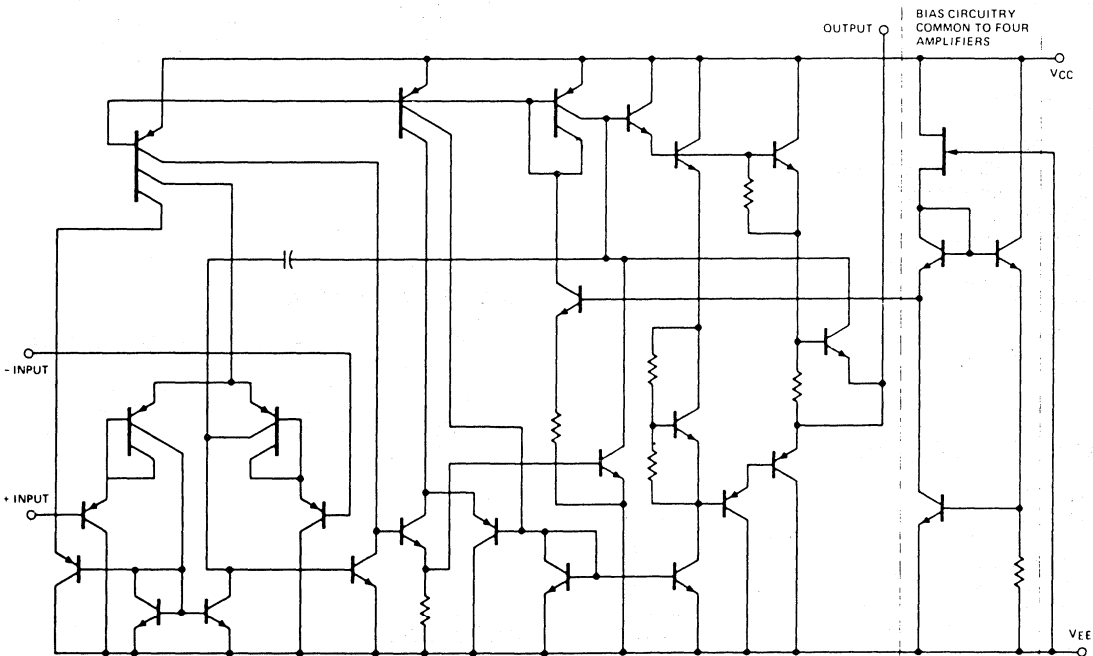 BIAS CIRCUITRY
COMMON TO FOUR
AMPLIFIERS
OUTPUT
VCC
- INPUT
+ INPUT
VEE